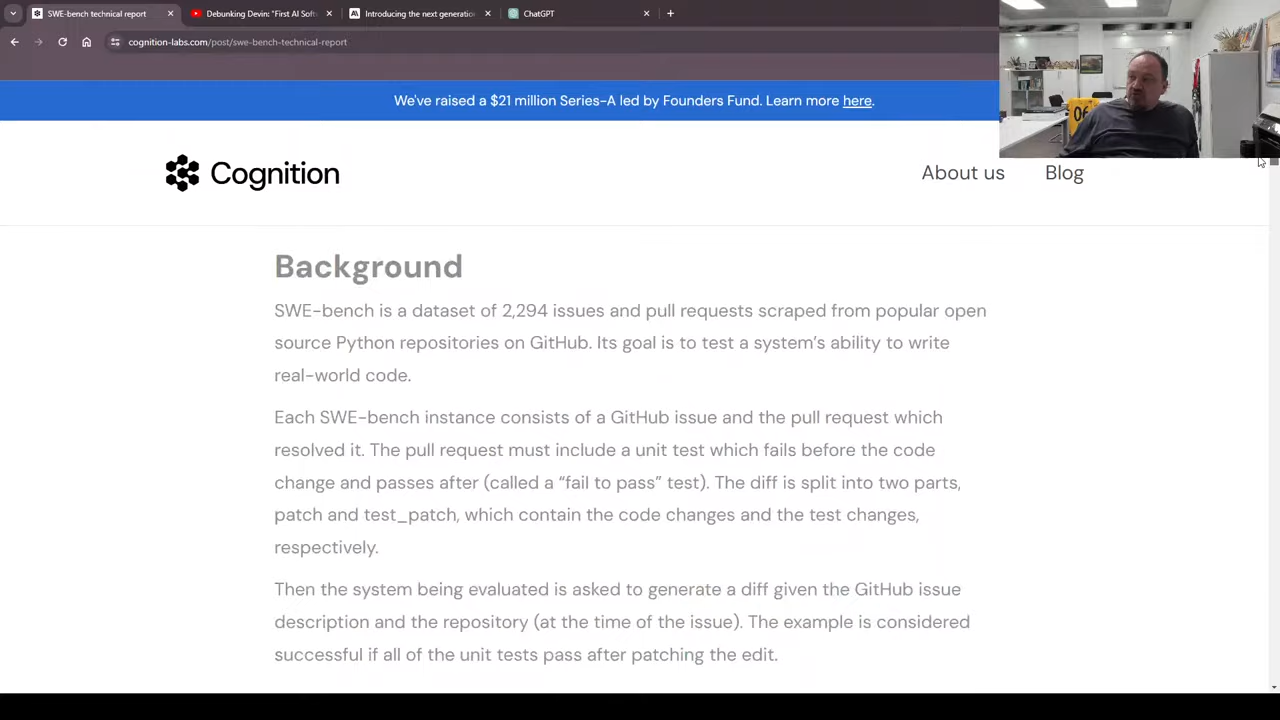 SWE-bench technical report
Debunking Devin: "First AI Soft
Introducing the next generation
ChatGPT
cognition-labs.com/post/swe-bench-technical-report
We've raised a $21 million Series-A led by Founders Fund. Learn more here.
06
Cognition
About us
Blog
Background
SWE-bench is a dataset of 2,294 issues and pull requests scraped from popular open
source Python repositories on GitHub. Its goal is to test a system's ability to write
real-world code.
Each SWE-bench instance consists of a GitHub issue and the pull request which
resolved it. The pull request must include a unit test which fails before the code
change and passes after (called a “fail to pass” test). The diff is split into two parts,
patch and test_patch, which contain the code changes and the test changes,
respectively.
Then the system being evaluated is asked to generate a diff given the GitHub issue
description and the repository (at the time of the issue). The example is considered
successful if all of the unit tests pass after patching the edit.